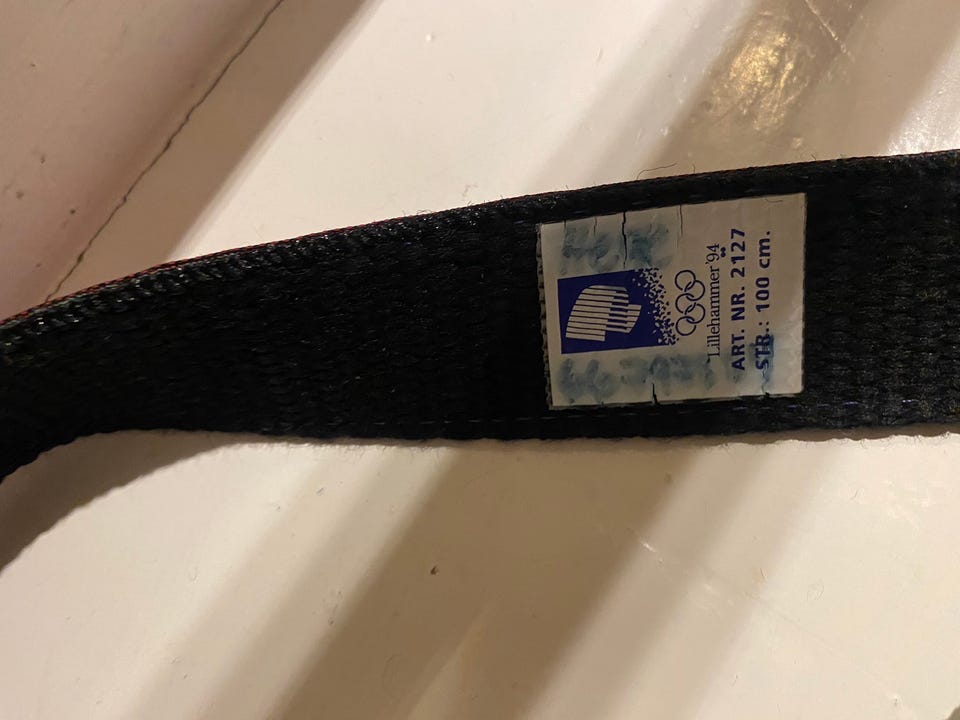 Lillehammer'94
ART. NR. 2127
STR.: 100 cm.